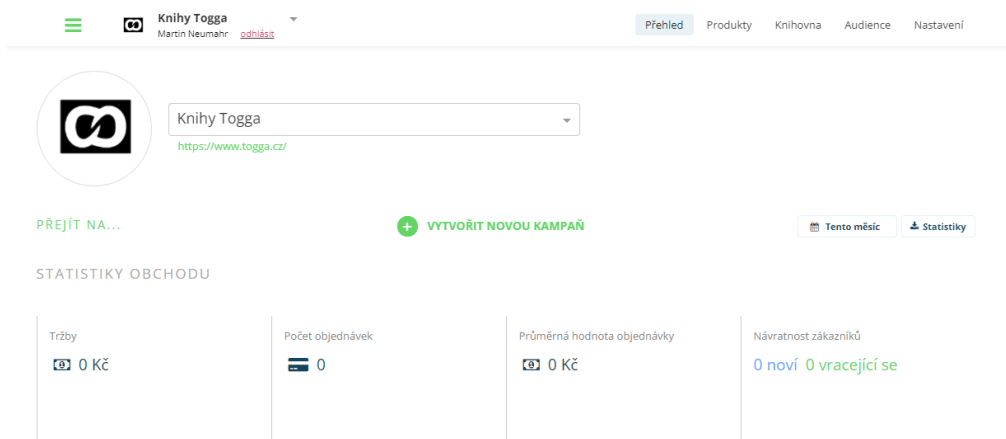 Knihy Togga
Martin Neumahr odhlásit
Přehled Produkty Knihovna Audience Nastavení
Knihy Togga
https://www.togga.cz/
PŘEJÍT NA...
VYTVOŘIT NOVOU KAMPAŇ
Tento měsíc Statistiky
STATISTIKY OBCHODU
Tržby Počet objednávek Průměrná hodnota objednávky Návratnost zákazníků
0 Kč 0 0 Kč 0 noví 0 vracející se